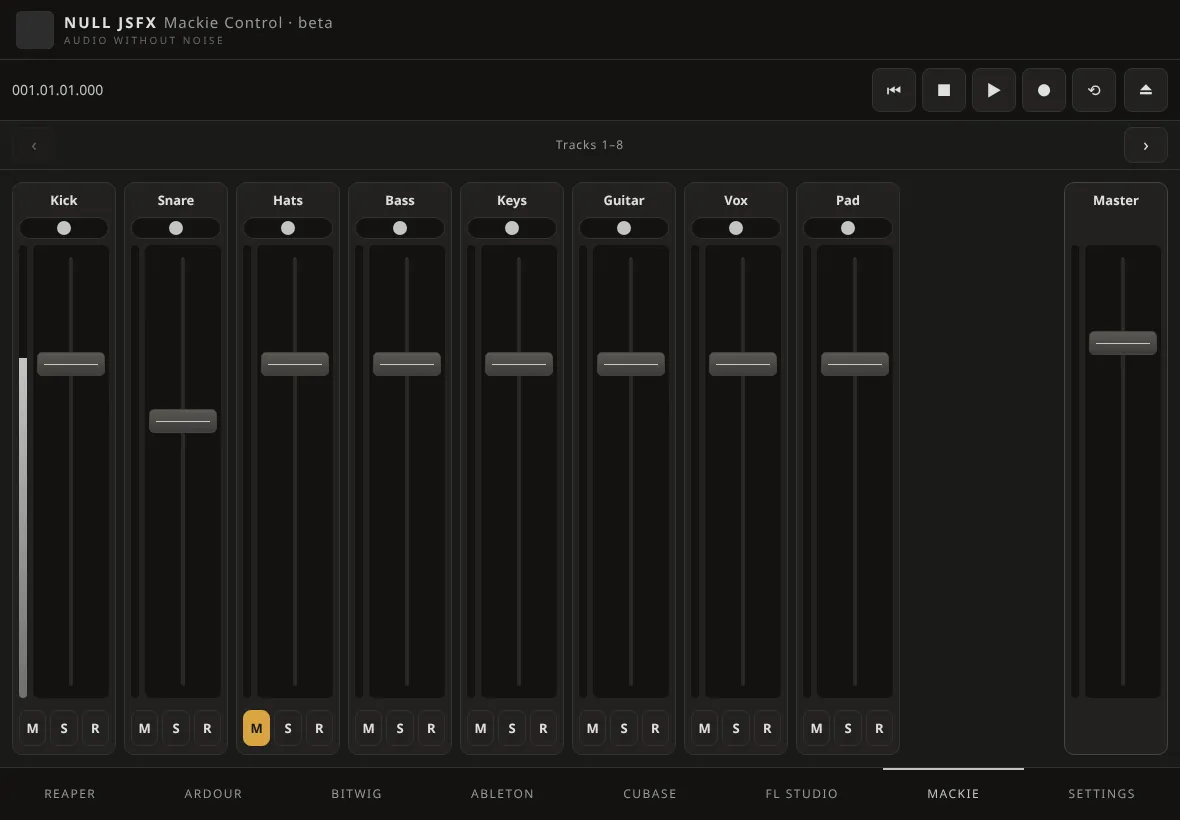 NULL JSFX Mackie Control · beta
AUDIO WITHOUT NOISE
001.01.01.000
Tracks 1–8
Kick Snare Hats Bass Keys Guitar Vox Pad Master
M S R M S R M S R M S R M S R M S R M S R M S R
REAPER ARDOUR BITWIG ABLETON CUBASE FL STUDIO MACKIE SETTINGS